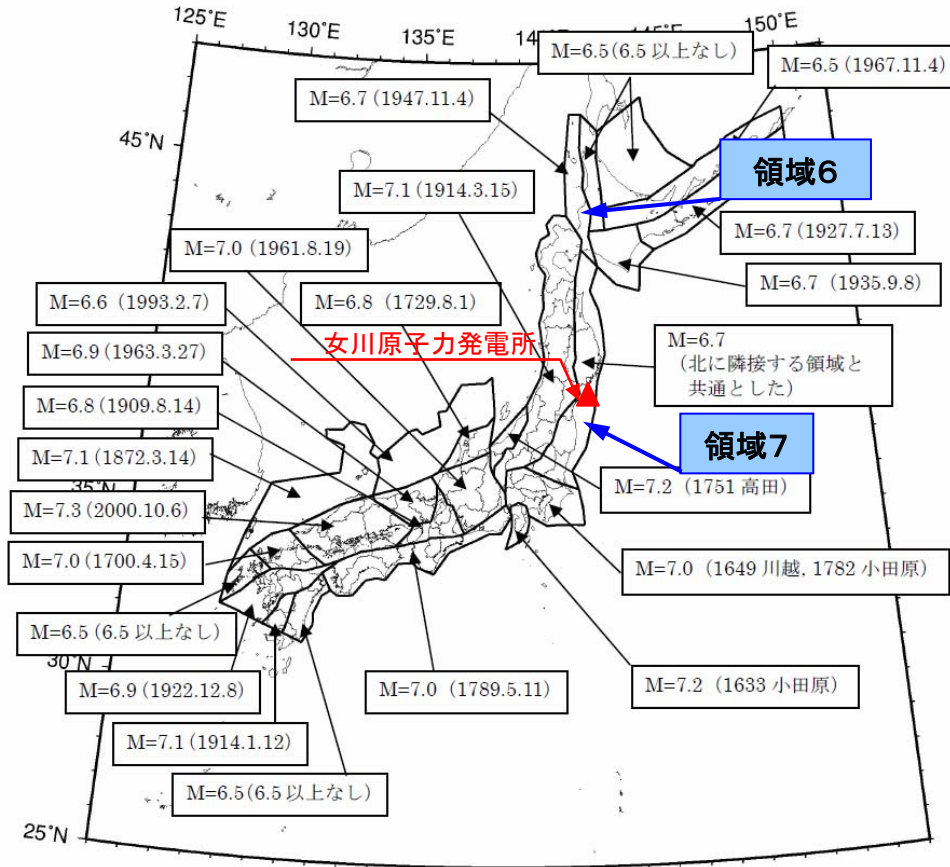 125°E
130°E
135°E
150°E
M=6.5 (6.5 以上なし)
M=6.5 (1967.11.4)
M=6.7 (1947.11.4)
45°N
領域6
M=7.1 (1914.3.15)
M=6.7 (1927.7.13)
M=7.0 (1961.8.19)
M=6.7 (1935.9.8)
M=6.6 (1993.2.7)
M=6.8 (1729.8.1)
女川原子力発電所
M=6.7
(北に隣接する領域と
共通とした)
M=6.9 (1963.3.27)
M=6.8 (1909.8.14)
領域7
M=7.1 (1872.3.14)
M=7.2 (1751 高田)
M=7.3 (2000.10.6)
M=7.0 (1700.4.15)
M=7.0 (1649 川越, 1782 小田原)
M=6.5 (6.5 以上なし)
30°N
M=6.9 (1922.12.8)
M=7.0 (1789.5.11)
M=7.2 (1633 小田原)
M=7.1 (1914.1.12)
M=6.5 (6.5 以上なし)
25°N